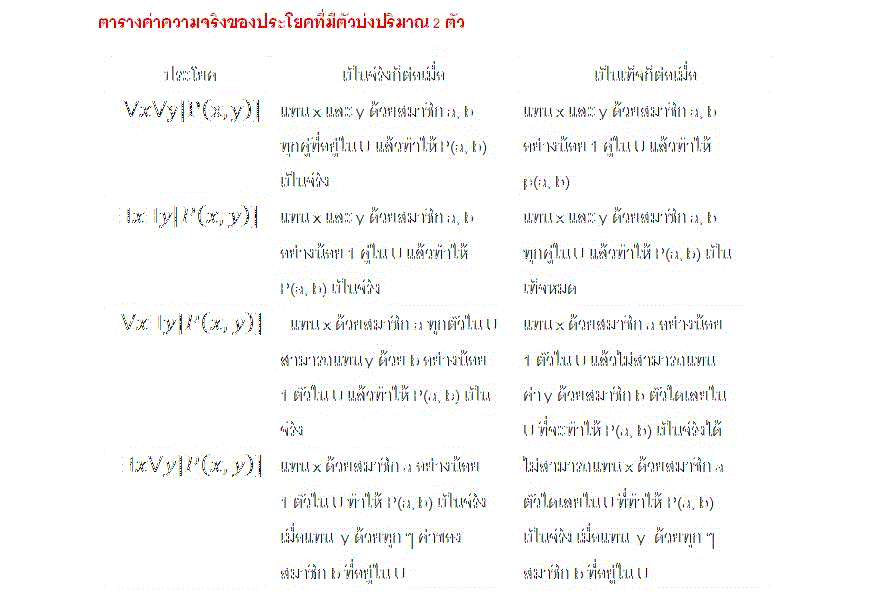 ตารางค่าความจริงของประโยคที่มีตัวบ่งปริมาณ 2 ตัว
ประโยค เป็นจริงก็ต่อเมื่อ เป็นเท็จก็ต่อเมื่อ
∀x∀y[P(x,y)] แทน x และ y ด้วยสมาชิก a, b แทน x และ y ด้วยสมาชิก a, b
ทุกคู่ที่อยู่ใน U แล้วทำให้ P(a, b) อย่างน้อย 1 คู่ใน U แล้วทำให้
เป็นจริง p(a, b)
∃x∃y[P(x,y)] แทน x และ y ด้วยสมาชิก a, b แทน x และ y ด้วยสมาชิก a, b
อย่างน้อย 1 คู่ใน U แล้วทำให้ ทุกคู่ใน U แล้วทำให้ P(a, b) เป็น
P(a, b) เป็นจริง เท็จหมด
∀x∃y[P(x,y)] แทน x ด้วยสมาชิก a ทุกตัวใน U แทน x ด้วยสมาชิก a อย่างน้อย
สามารถแทน y ด้วย b อย่างน้อย 1 ตัวใน U แล้วไม่สามารถแทน
1 ตัวใน U แล้วทำให้ P(a, b) เป็น ค่า y ด้วยสมาชิก b ตัวใดเลยใน
จริง U ที่จะทำให้ P(a, b) เป็นจริงได้
∃x∀y[P(x,y)] แทน x ด้วยสมาชิก a อย่างน้อย ไม่สามารถแทน x ด้วยสมาชิก a
1 ตัวใน U ทำให้ P(a, b) เป็นจริง ตัวใดเลยใน U ที่ทำให้ P(a, b)
เมื่อแทน y ด้วยทุก ๆ ค่าของ เป็นจริง เมื่อแทน y ด้วยทุก ๆ
สมาชิก b ที่อยู่ใน U สมาชิก b ที่อยู่ใน U